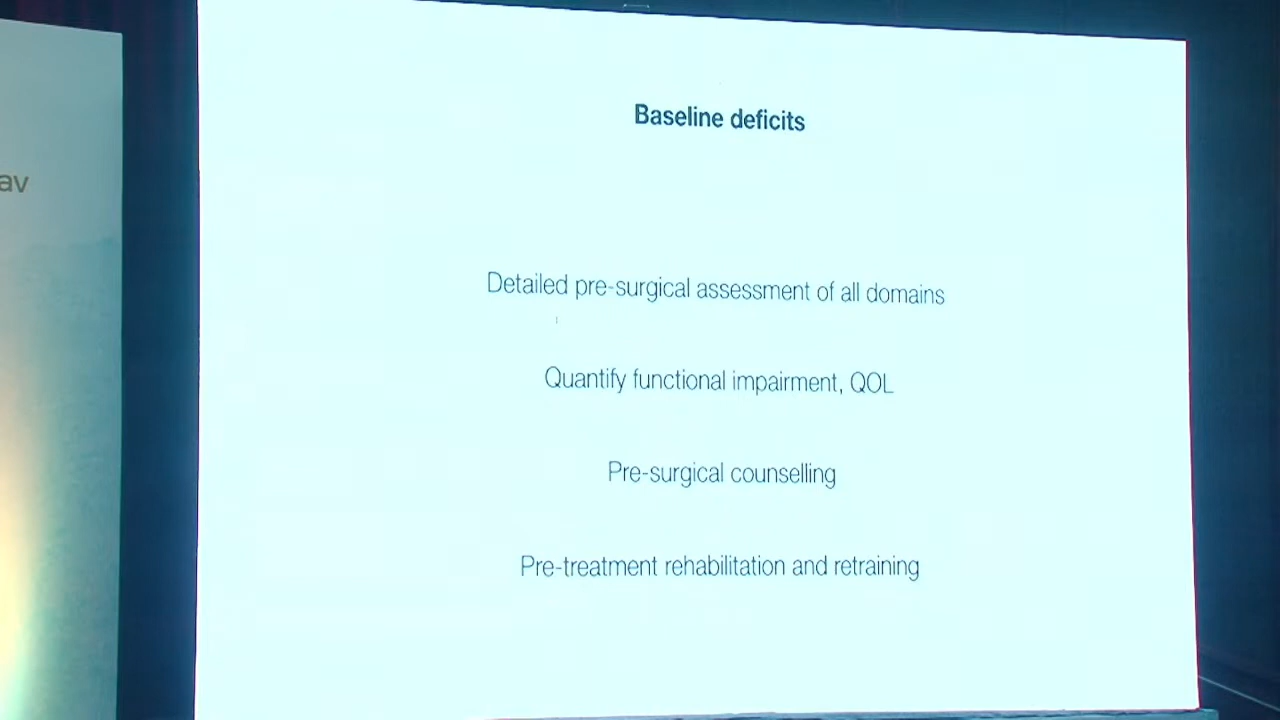 av
Baseline deficits
Detailed pre-surgical assessment of all domains
Quantify functional impairment, QOL
Pre-surgical counselling
Pre-treatment rehabilitation and retraining